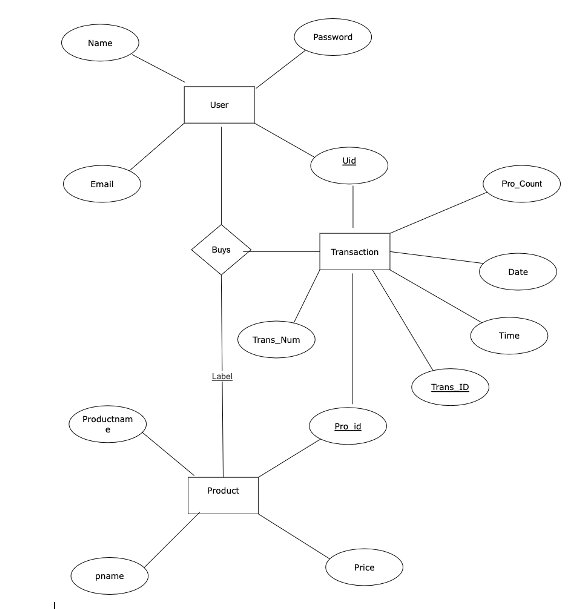 Name
Password
User
Uid
Email
Pro_Count
Buys
Transaction
Date
Time
Trans_Num
Label
Trans_ID
Productnam
e
Pro_id
Product
Price
pname